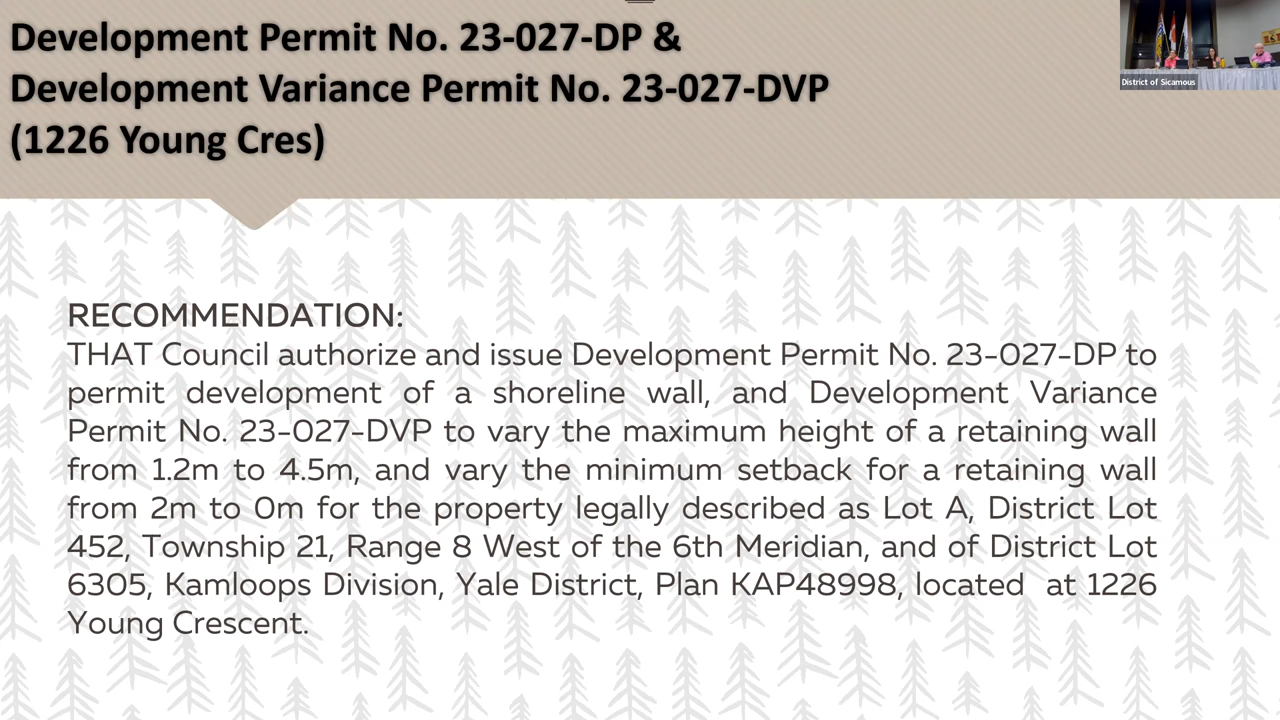 Development Permit No. 23-027-DP &
Development Variance Permit No. 23-027-DVP
(1226 Young Cres)
District of Sicamous
RECOMMENDATION:
THAT Council authorize and issue Development Permit No. 23-027-DP to
permit development of a shoreline wall, and Development Variance
Permit No. 23-027-DVP to vary the maximum height of a retaining wall
from 1.2m to 4.5m, and vary the minimum setback for a retaining wall
from 2m to 0m for the property legally described as Lot A, District Lot
452, Township 21, Range 8 West of the 6th Meridian, and of District Lot
6305, Kamloops Division, Yale District, Plan KAP48998, located at 1226
Young Crescent.